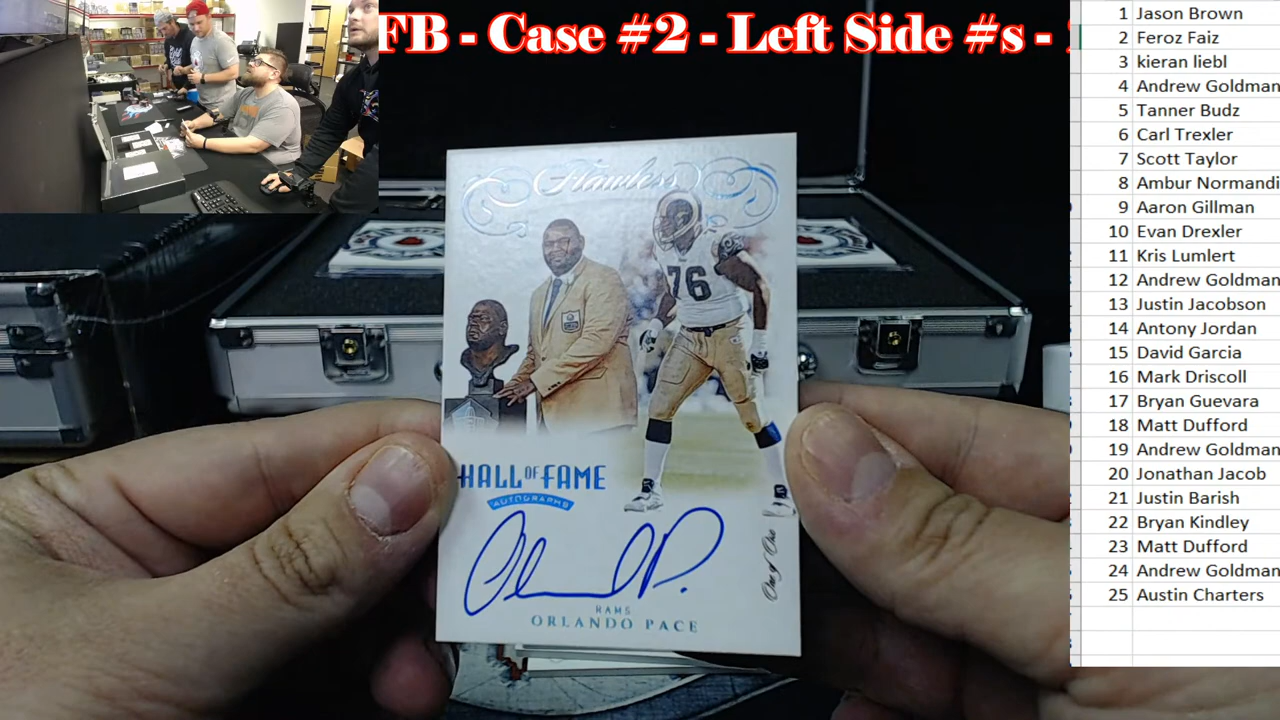 FB - Case #2 - Left Side #s -
Flawless
76
HALL OF FAME
AUTOGRAPHS
One of One
RAMS
ORLANDO PACE
1 Jason Brown
2 Feroz Faiz
3 kieran liebl
4 Andrew Goldman
5 Tanner Budz
6 Carl Trexler
7 Scott Taylor
8 Ambur Normandi
9 Aaron Gillman
10 Evan Drexler
11 Kris Lumlert
12 Andrew Goldman
13 Justin Jacobson
14 Antony Jordan
15 David Garcia
16 Mark Driscoll
17 Bryan Guevara
18 Matt Dufford
19 Andrew Goldman
20 Jonathan Jacob
21 Justin Barish
22 Bryan Kindley
23 Matt Dufford
24 Andrew Goldman
25 Austin Charters